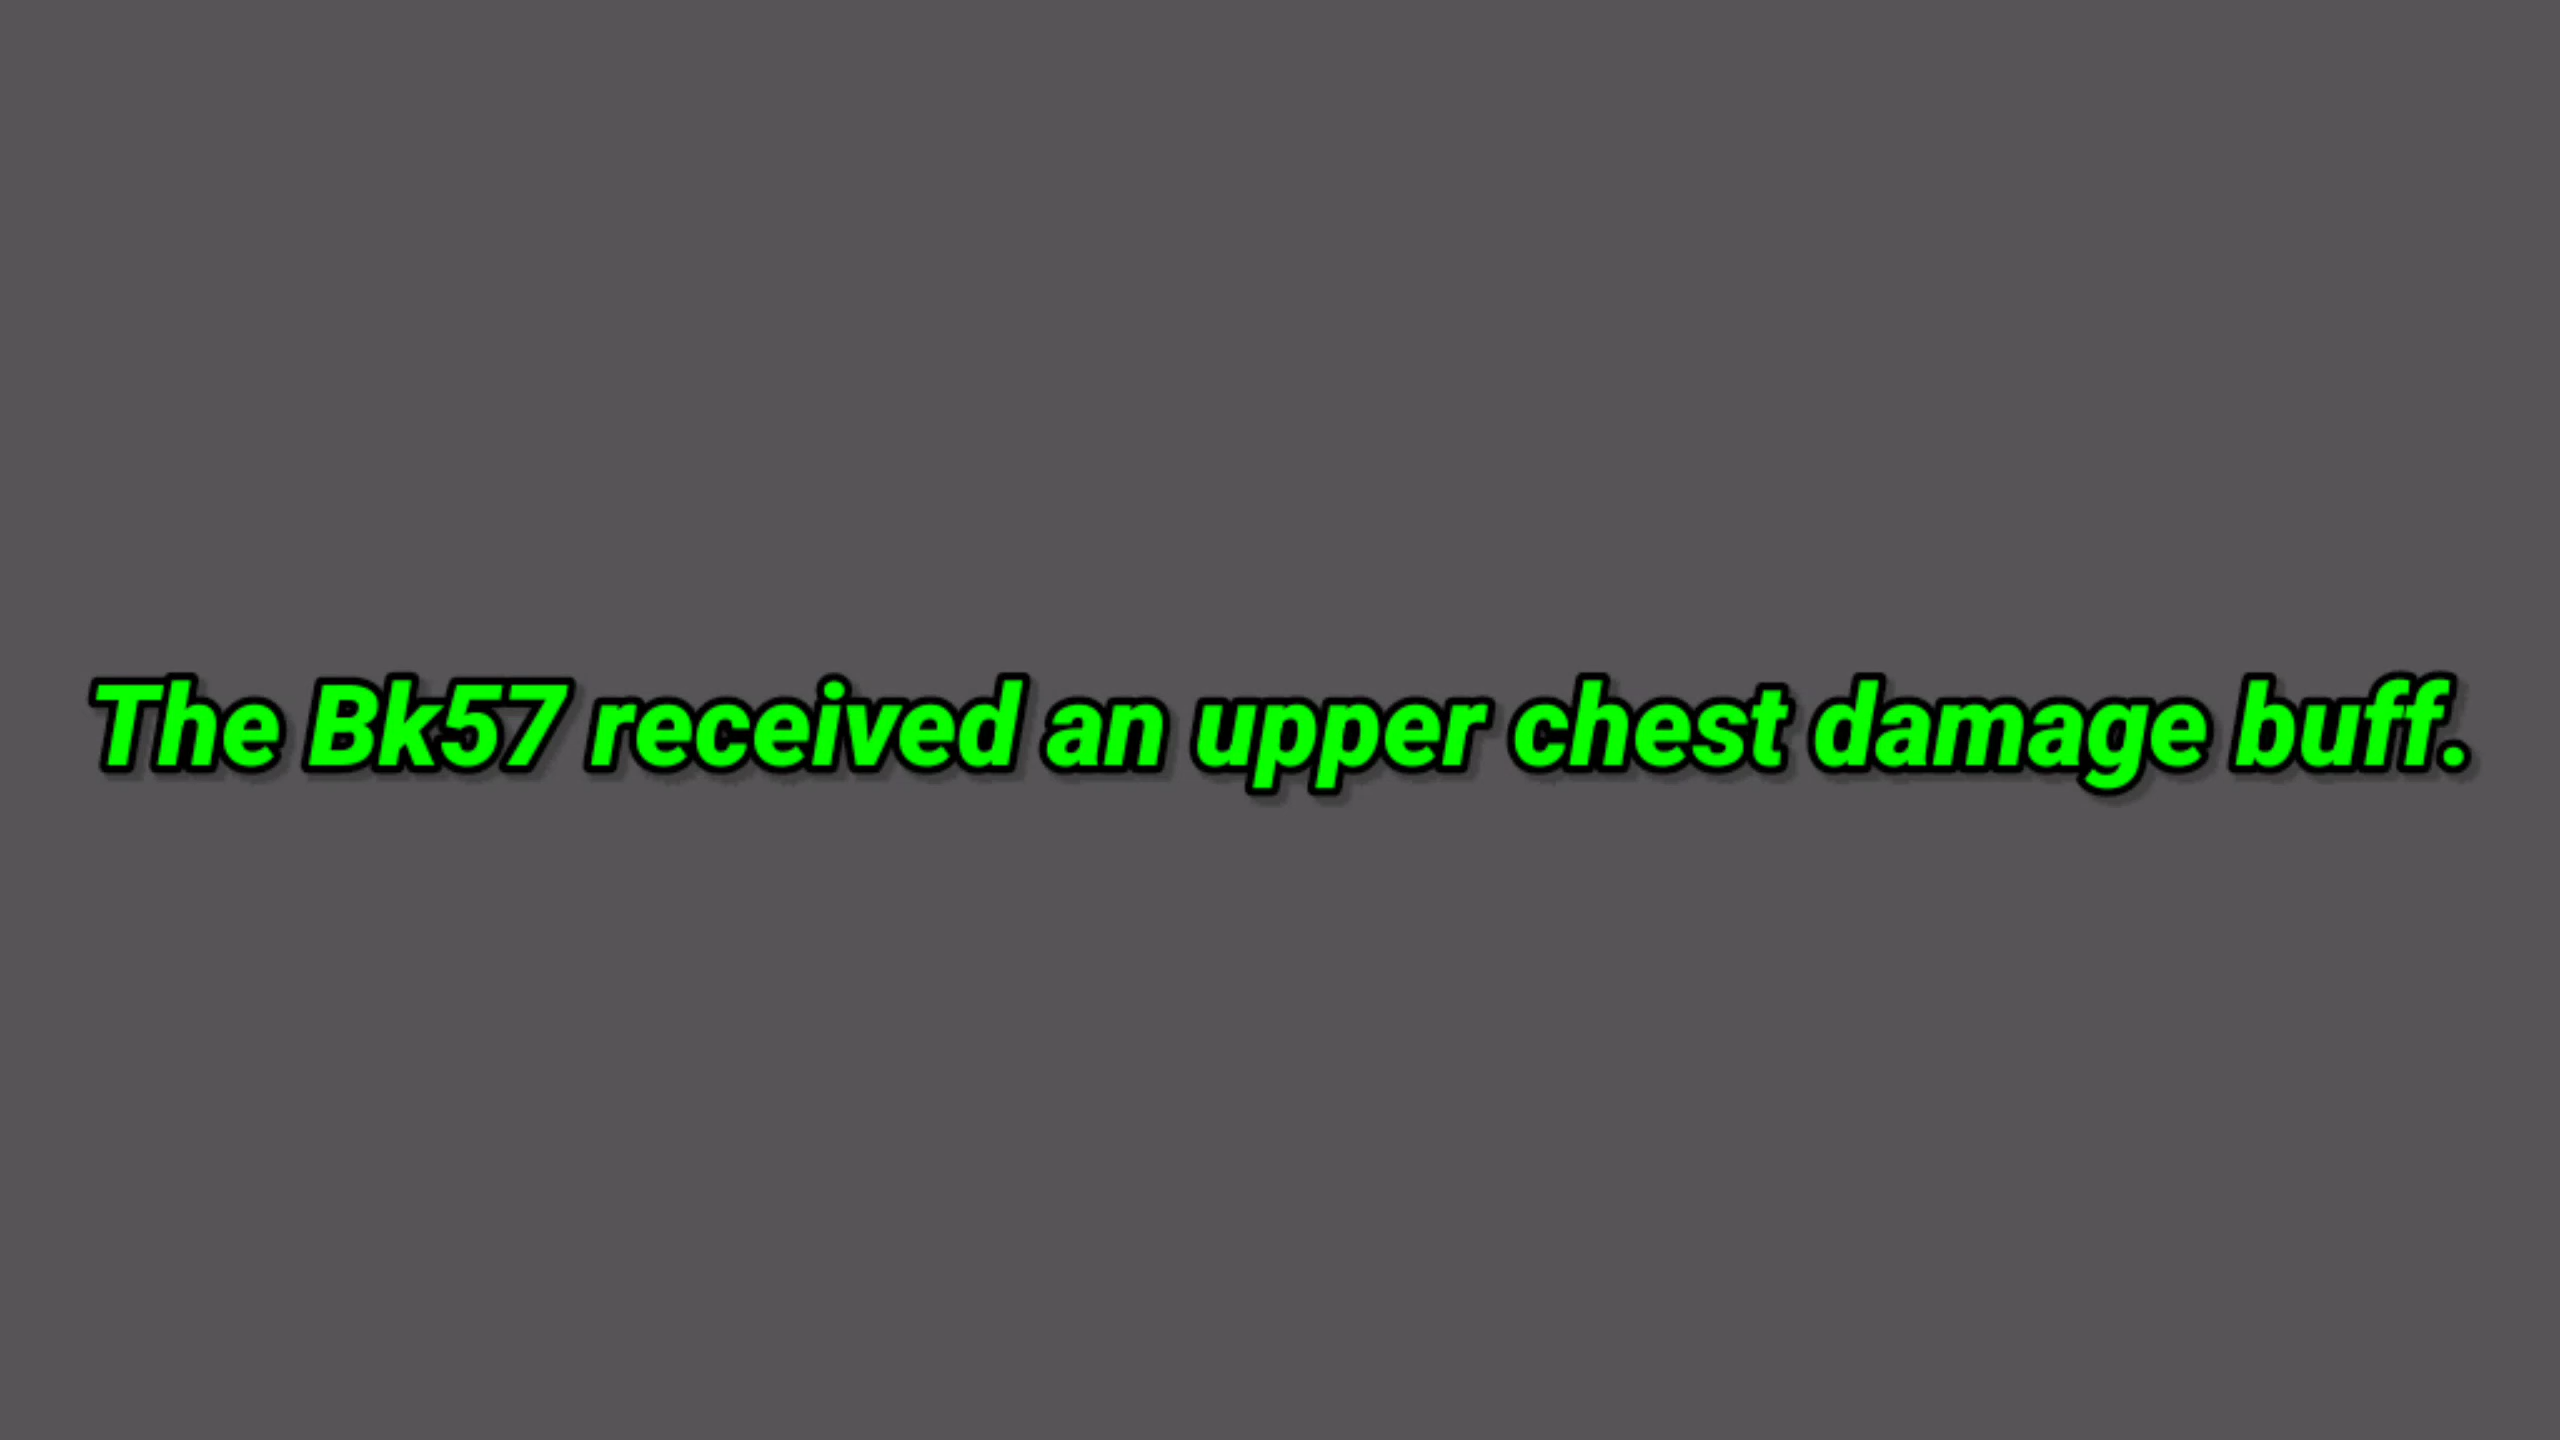 The Bk57 received an upper chest damage buff.